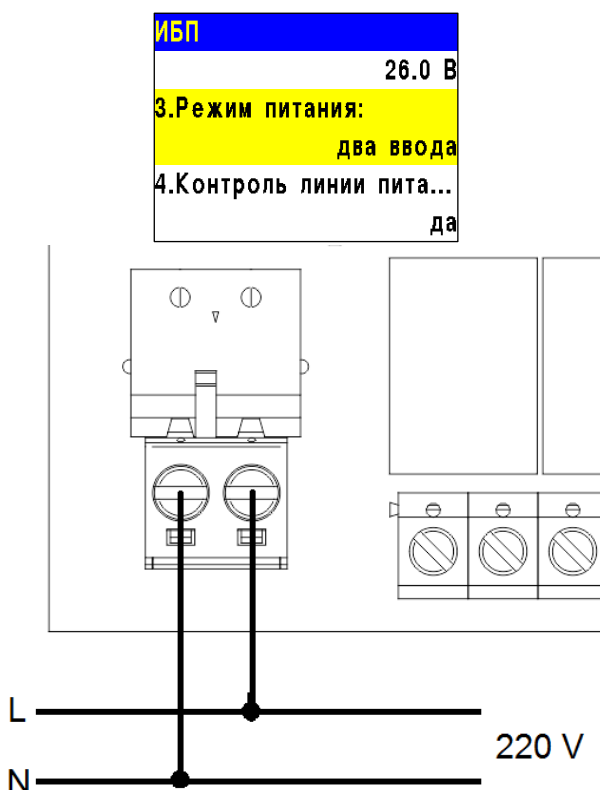 ИБП
26.0 В
3.Режим питания:
два ввода
4.Контроль линии пита...
да
L
220 V
N